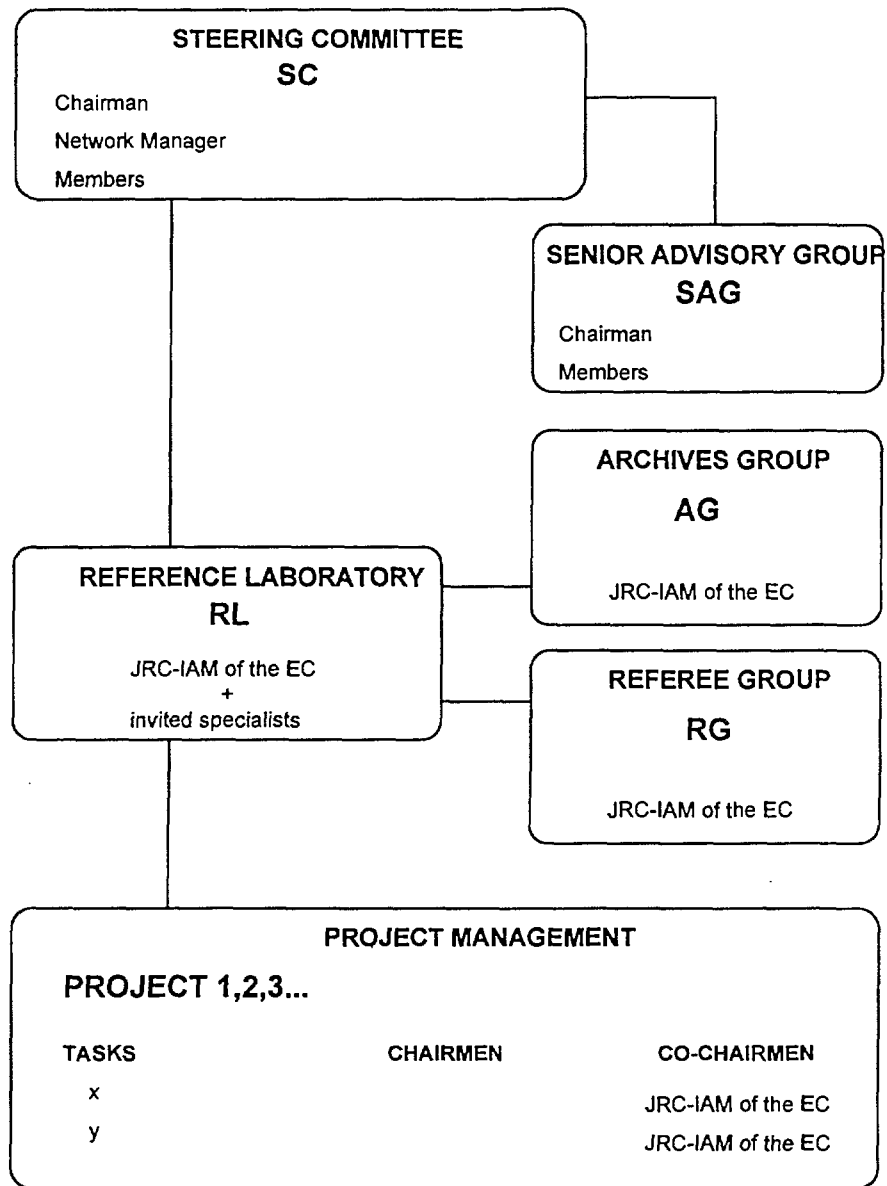 STEERING COMMITTEE
SC
Chairman
Network Manager
Members
SENIOR ADVISORY GROUP
SAG
Chairman
Members
ARCHIVES GROUP
AG
JRC-IAM of the EC
REFERENCE LABORATORY
RL
JRC-IAM of the EC
+
invited specialists
REFEREE GROUP
RG
JRC-IAM of the EC
PROJECT MANAGEMENT
PROJECT 1,2,3...
TASKS CHAIRMEN CO-CHAIRMEN
x JRC-IAM of the EC
y JRC-IAM of the EC